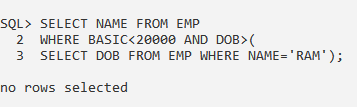 SQL> SELECT NAME FROM EMP
2 WHERE BASIC<20000 AND DOB>(
3 SELECT DOB FROM EMP WHERE NAME='RAM');
no rows selected